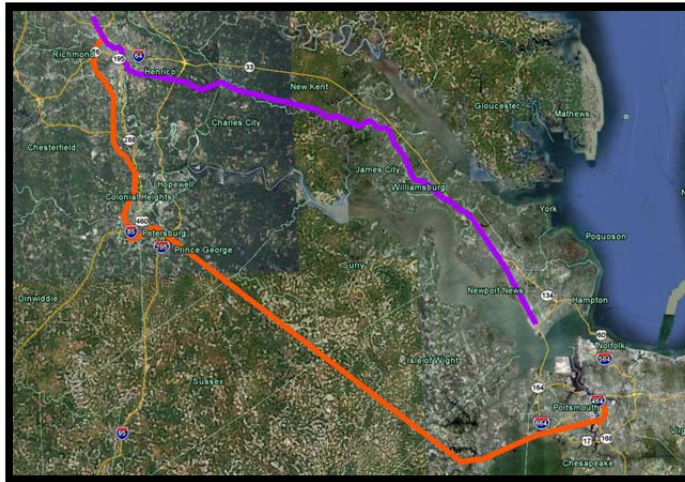 Richmond
64
195
Henrico
33
New Kent
Gloucester
Mathews
Charles City
Chesterfield
288
James City
Hopewell
Williamsburg
Colonial Heights
York
460
85
Petersburg
Poquoson
295
Prince George
Surry
Newport News
134
Hampton
Dinwiddie
60
Norfolk
564
Isle of Wight
Sussex
164
464
Portsmouth
95
664
17
168
Chesapeake